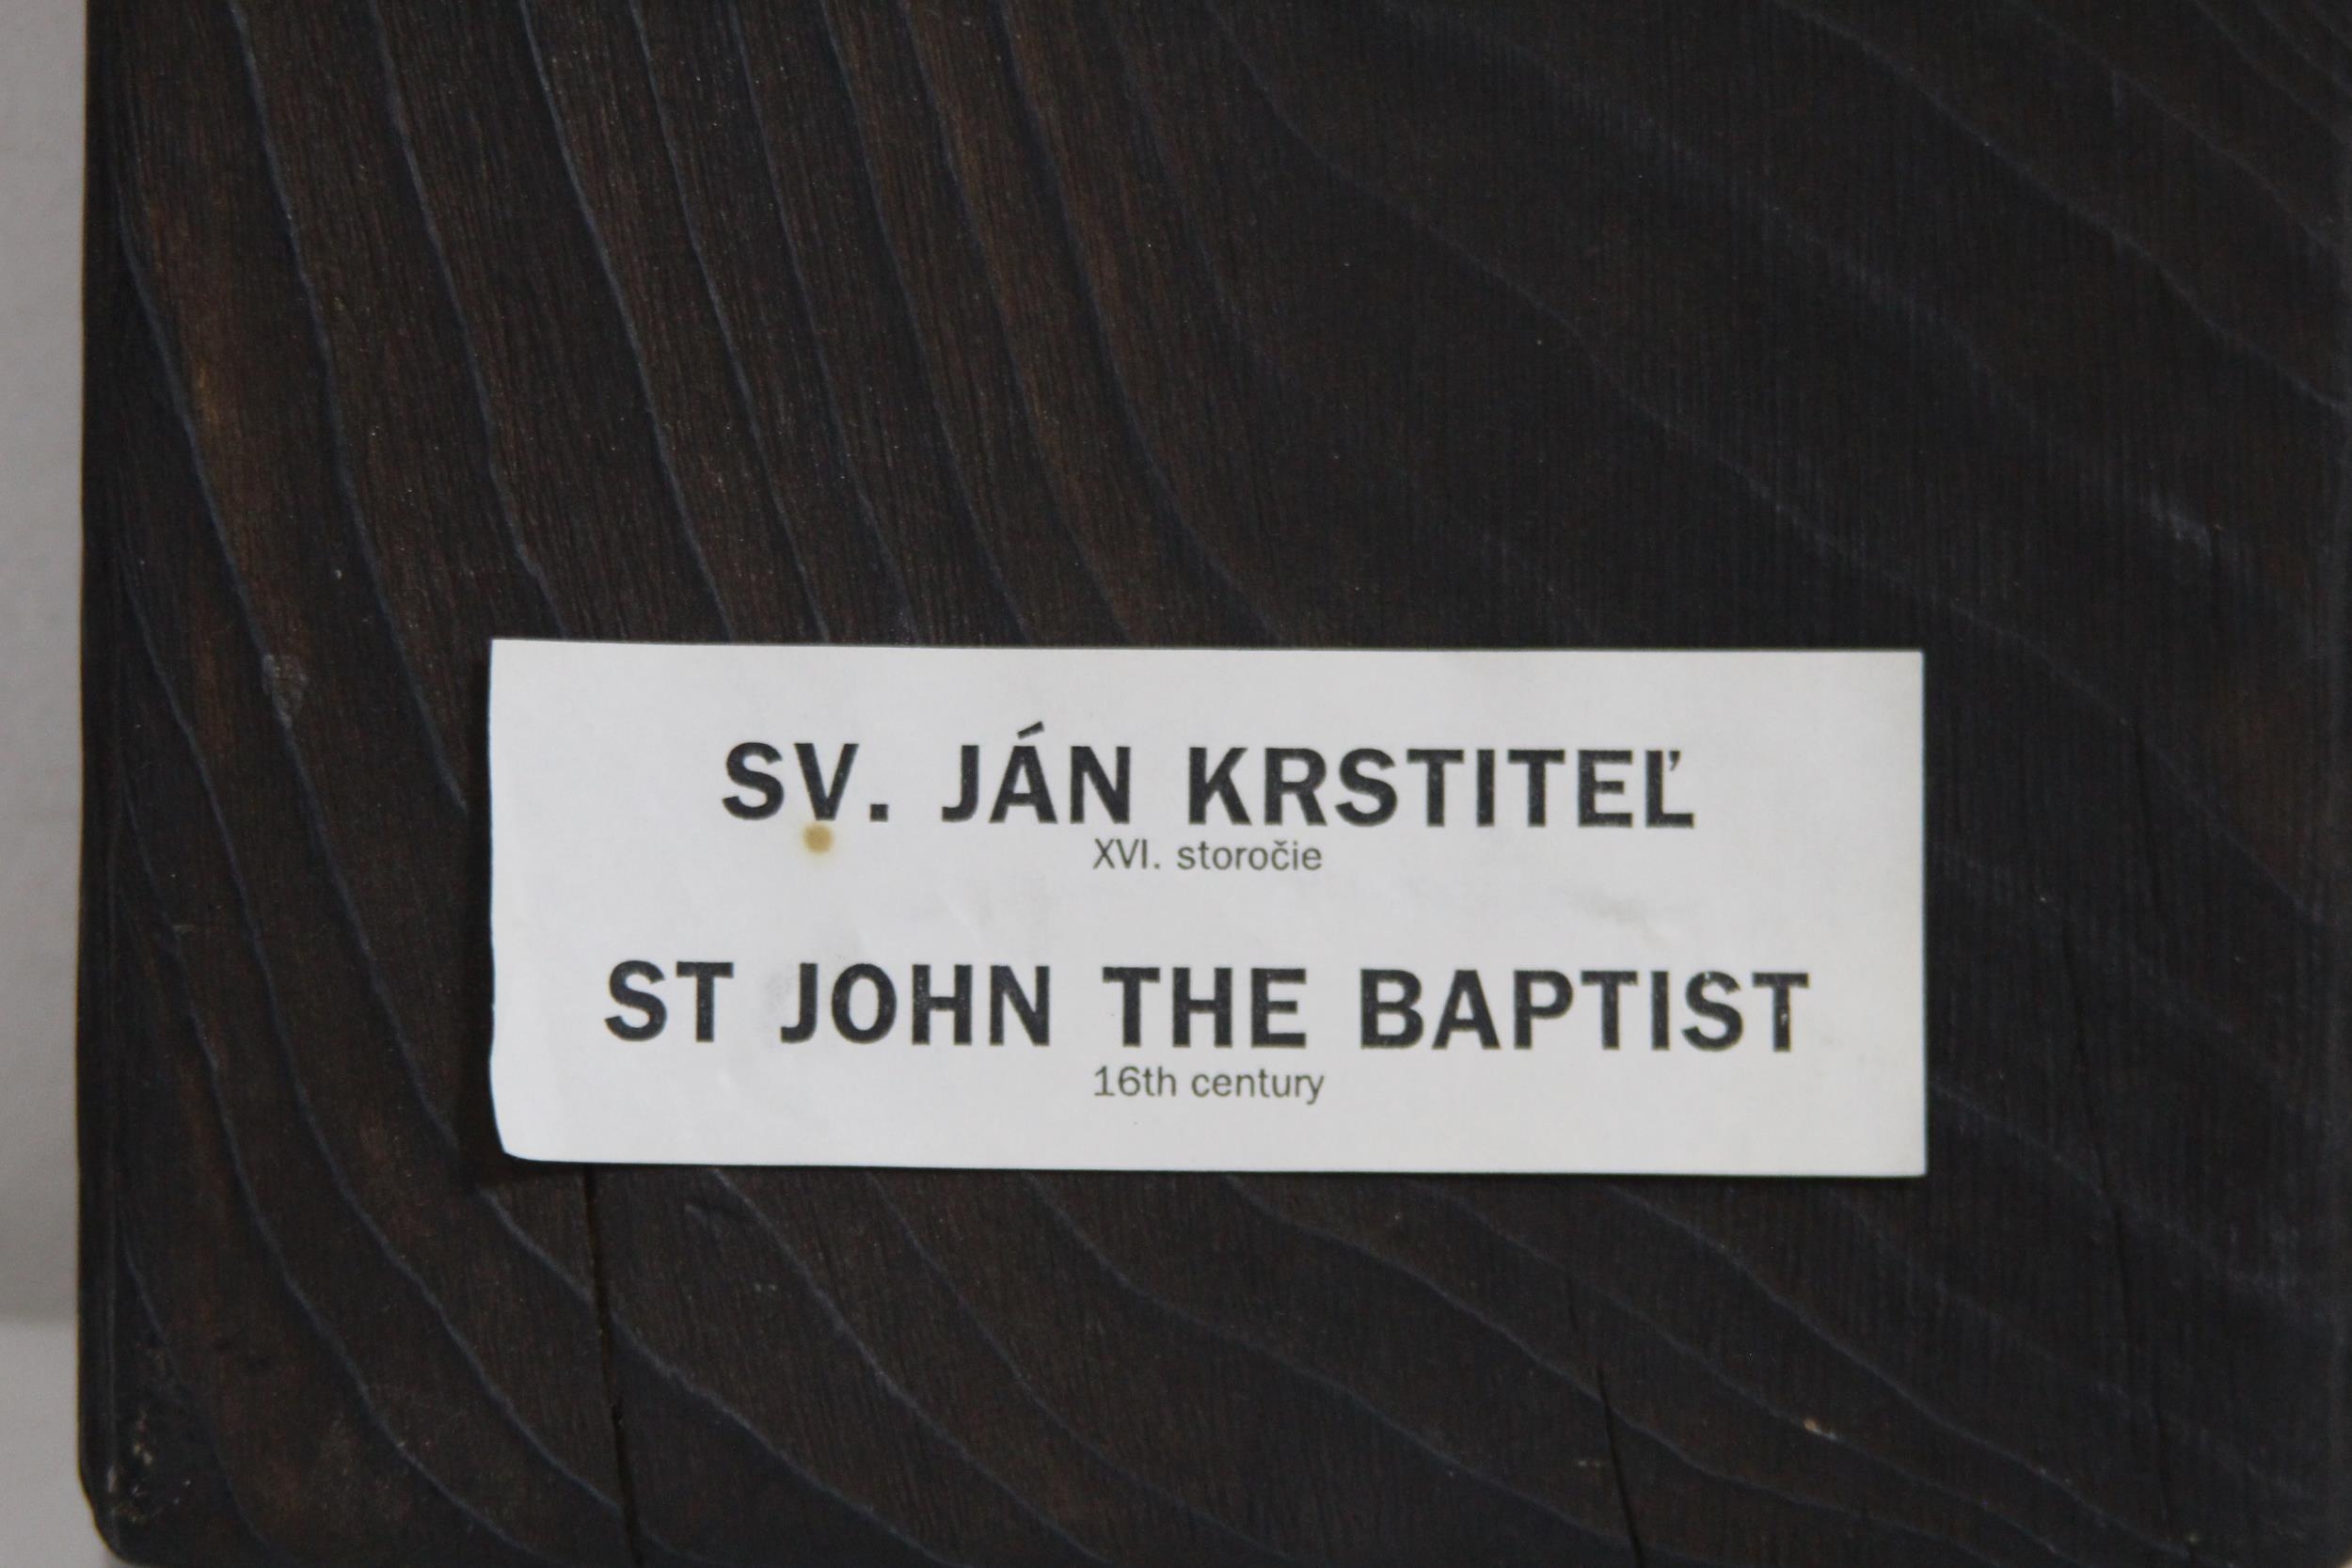 SV. JÁN KRSTITEĽ
XVI. storočie
ST JOHN THE BAPTIST
16th century